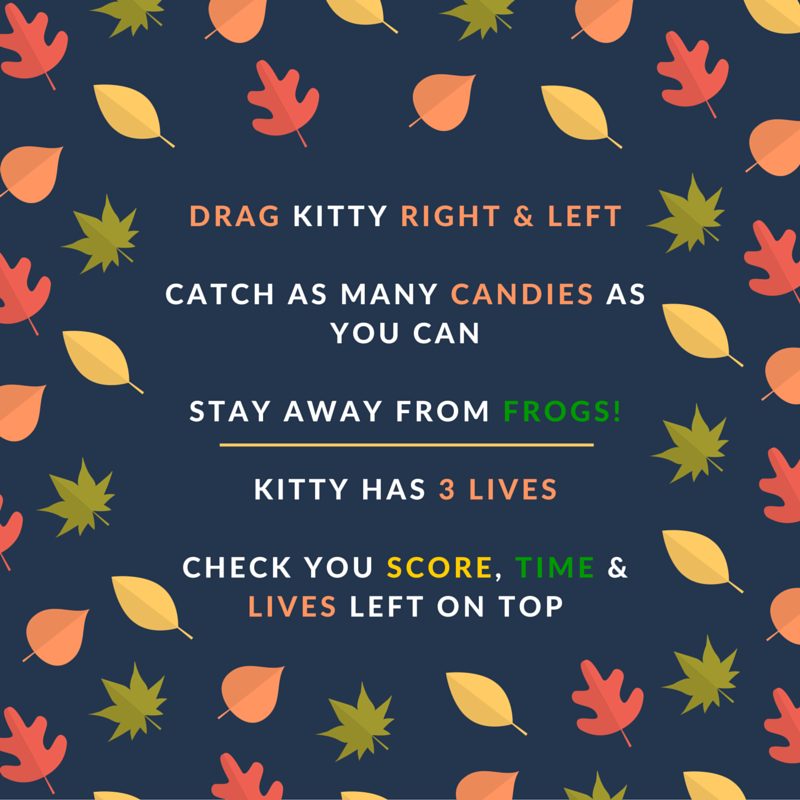 DRAG KITTY RIGHT & LEFT
CATCH AS MANY CANDIES AS
YOU CAN
STAY AWAY FROM FROGS!
KITTY HAS 3 LIVES
CHECK YOU SCORE, TIME &
LIVES LEFT ON TOP